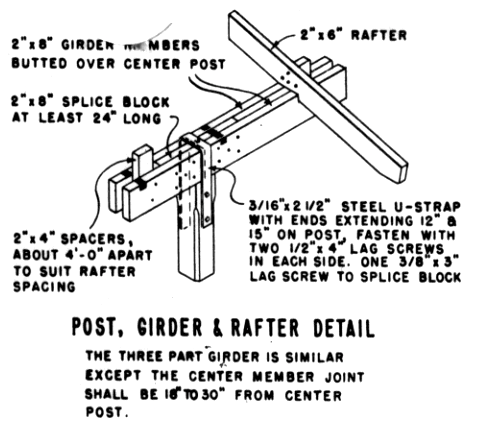 2"x8" GIRDER MEMBERS
BUTTED OVER CENTER POST
2"x6" RAFTER
2"x8" SPLICE BLOCK
AT LEAST 24" LONG
2"x4" SPACERS,
ABOUT 4'-0" APART
TO SUIT RAFTER
SPACING
3/16"x2 1/2" STEEL U-STRAP
WITH ENDS EXTENDING 12" &
15" ON POST, FASTEN WITH
TWO 1/2"x4" LAG SCREWS
IN EACH SIDE. ONE 3/8"x3"
LAG SCREW TO SPLICE BLOCK
POST, GIRDER & RAFTER DETAIL
THE THREE PART GIRDER IS SIMILAR
EXCEPT THE CENTER MEMBER JOINT
SHALL BE 18" TO 30" FROM CENTER
POST.